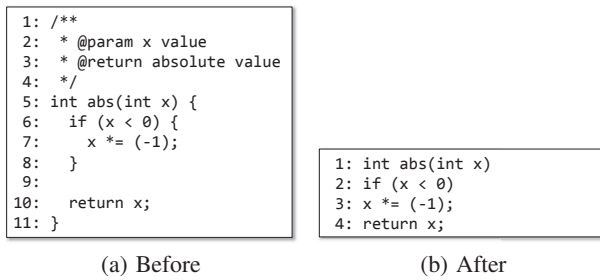 1: /**
2:  * @param x value
3:  * @return absolute value
4:  */
5: int abs(int x) {
6:   if (x < 0) {
7:     x *= (-1);
8:   }
9:
10:   return x;
11: }
(a) Before
1: int abs(int x)
2: if (x < 0)
3: x *= (-1);
4: return x;
(b) After